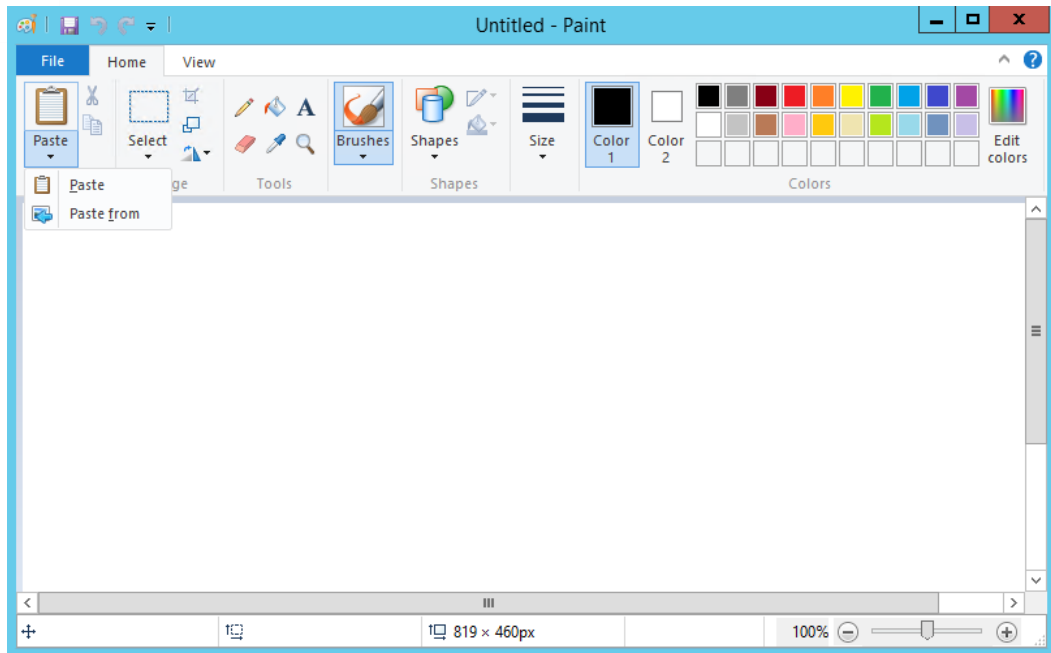 Untitled - Paint
File Home View
Paste
Select
Brushes
Shapes
Size
Color 1
Color 2
Edit colors
ge
Tools
Shapes
Colors
Paste
Paste from
819 × 460px
100%